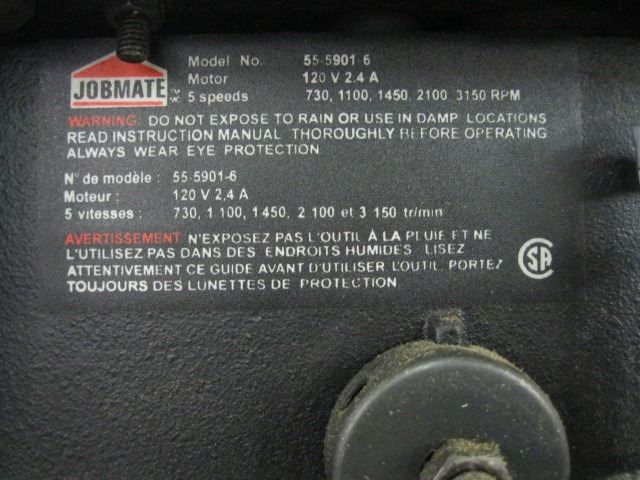 JOBMATE
Model No. 55-5901-6
Motor 120 V 2.4 A
5 speeds 730, 1100, 1450, 2100 3150 RPM
WARNING: DO NOT EXPOSE TO RAIN OR USE IN DAMP LOCATIONS
READ INSTRUCTION MANUAL THOROUGHLY BEFORE OPERATING
ALWAYS WEAR EYE PROTECTION.
N° de modèle : 55-5901-6
Moteur : 120 V 2,4 A
5 vitesses : 730, 1 100, 1 450, 2 100 et 3 150 tr/min
AVERTISSEMENT N'EXPOSEZ PAS L'OUTIL À LA PLUIE ET NE
L'UTILISEZ PAS DANS DES ENDROITS HUMIDES. LISEZ
ATTENTIVEMENT CE GUIDE AVANT D'UTILISER L'OUTIL. PORTEZ
TOUJOURS DES LUNETTES DE PROTECTION
CSA